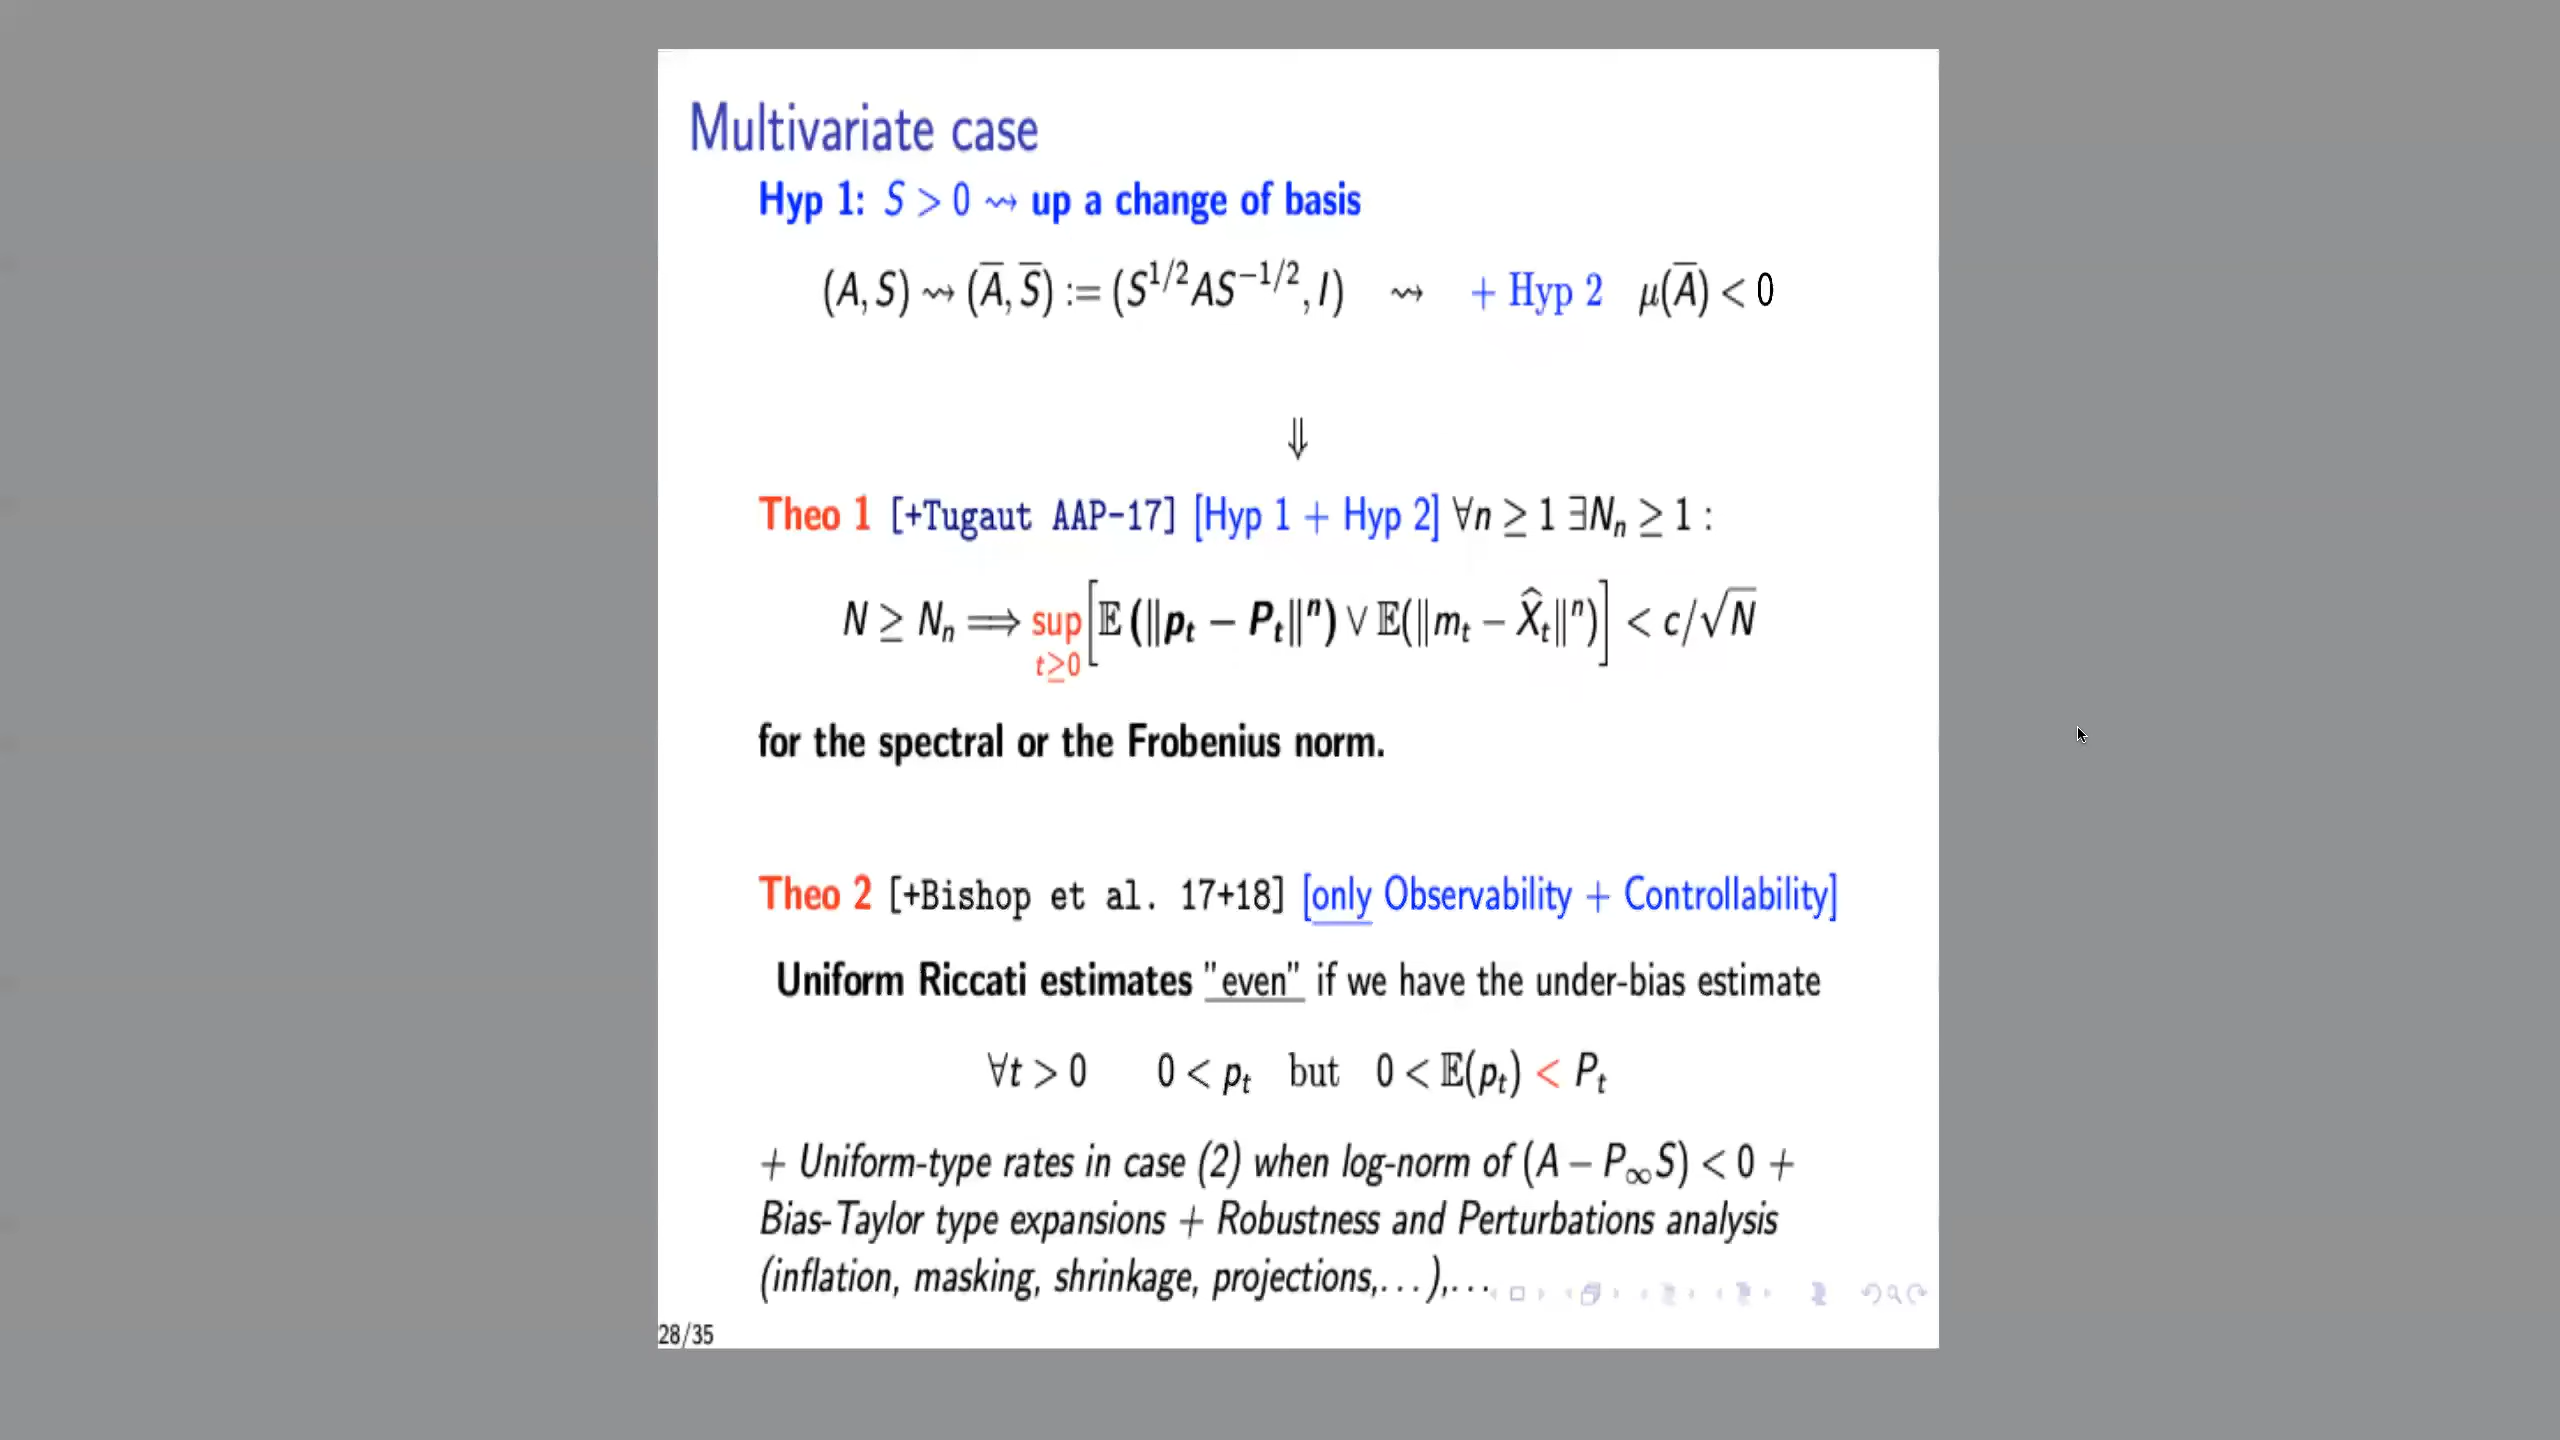 Multivariate case
Hyp 1: S > 0 ⇝ up a change of basis
(A, S) ⇝ (A̅, S̅) := (S^{1/2}AS^{−1/2}, I) ⇝ + Hyp 2 μ(A̅) < 0
⇓
Theo 1 [+Tugaut AAP-17] [Hyp 1 + Hyp 2] ∀n ≥ 1 ∃N_n ≥ 1 :
N ≥ N_n ⟹ sup_{t≥0} [𝔼(‖p_t − P_t‖^n) ∨ 𝔼(‖m_t − X̂_t‖^n)] < c/√N
for the spectral or the Frobenius norm.
Theo 2 [+Bishop et al. 17+18] [only Observability + Controllability]
Uniform Riccati estimates "even" if we have the under-bias estimate
∀t > 0 0 < p_t but 0 < 𝔼(p_t) < P_t
+ Uniform-type rates in case (2) when log-norm of (A − P_∞S) < 0 +
Bias-Taylor type expansions + Robustness and Perturbations analysis
(inflation, masking, shrinkage, projections,...),...
28/35